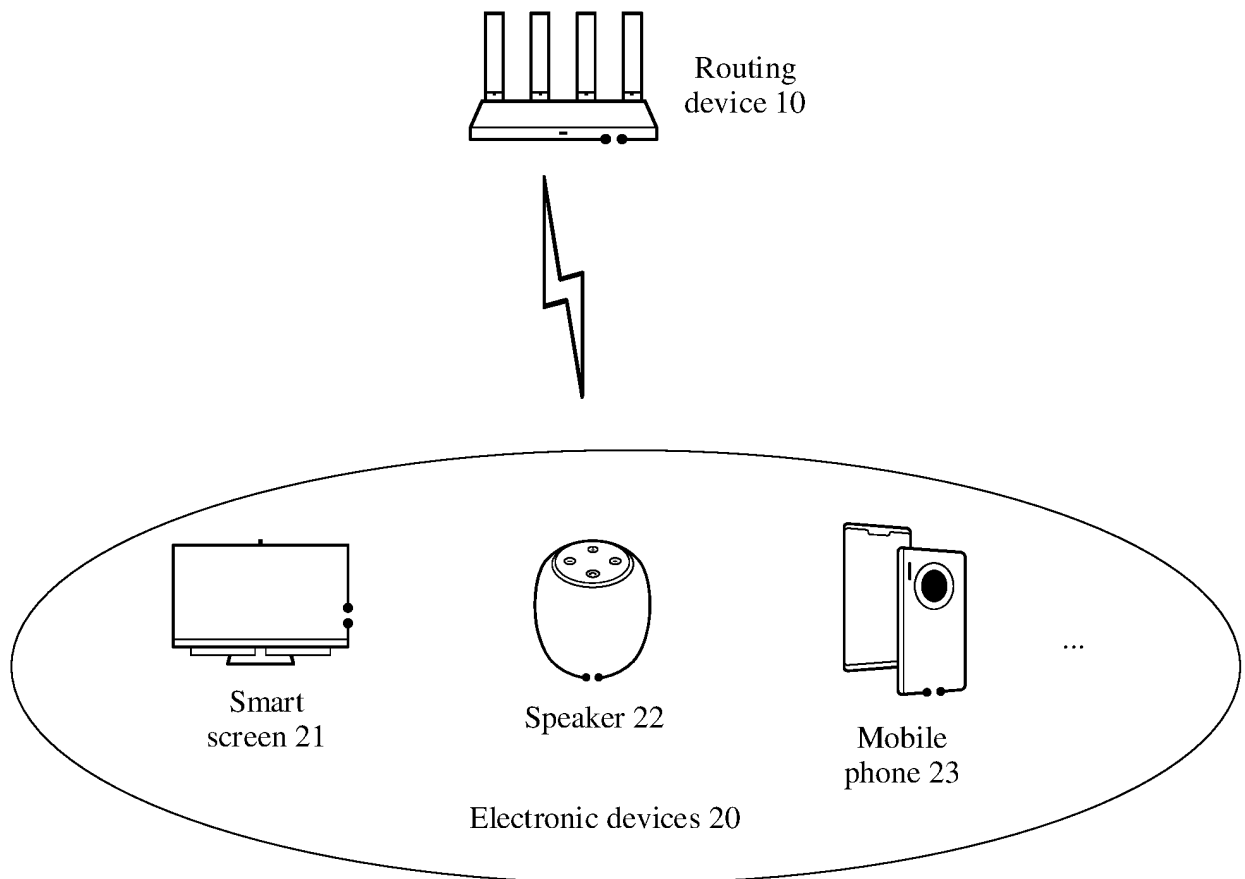 Routing
device 10
Smart
screen 21
Speaker 22
Mobile
phone 23
...
Electronic devices 20